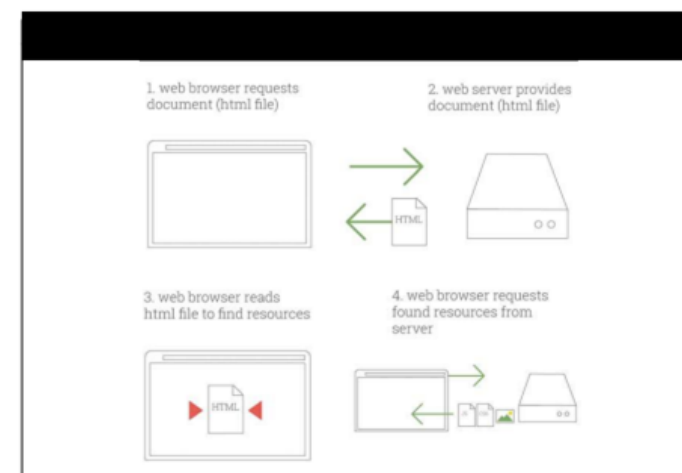 1. web browser requests
document (html file)
2. web server provides
document (html file)
HTML
3. web browser reads
html file to find resources
4. web browser requests
found resources from
server
HTML